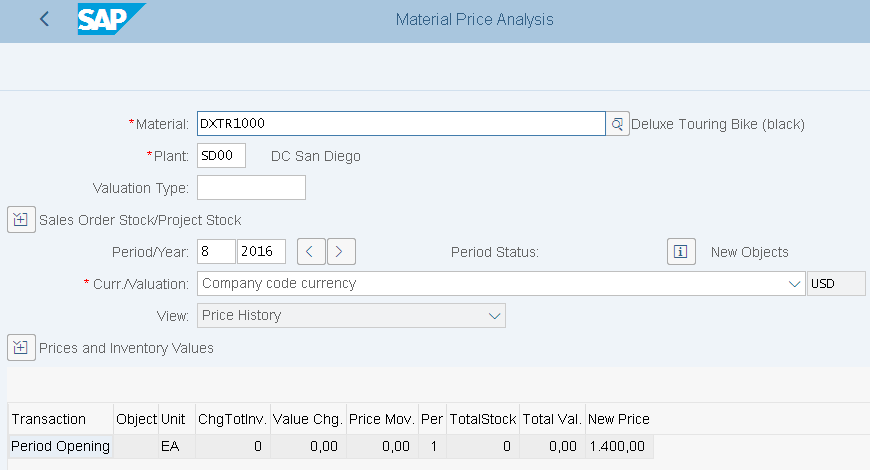 SAP Material Price Analysis
*Material: DXTR1000 Deluxe Touring Bike (black)
*Plant: SD00 DC San Diego
Valuation Type:
Sales Order Stock/Project Stock
Period/Year: 8 2016 Period Status: New Objects
* Curr./Valuation: Company code currency USD
View: Price History
Prices and Inventory Values
Transaction Object Unit ChgTotInv. Value Chg. Price Mov. Per TotalStock Total Val. New Price
Period Opening EA 0 0,00 0,00 1 0 0,00 1.400,00